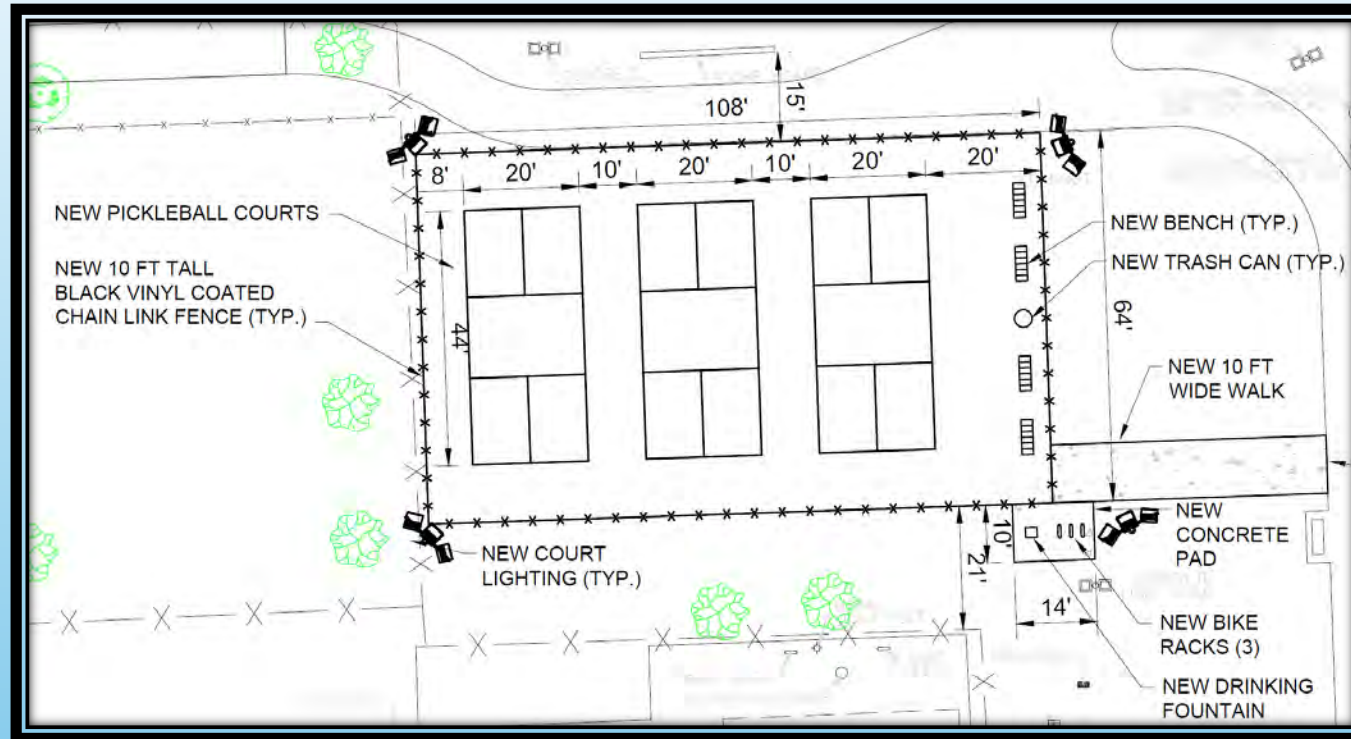 15'
108'
8'
20'
10'
20'
10'
20'
20'
NEW PICKLEBALL COURTS
NEW BENCH (TYP.)
NEW 10 FT TALL
BLACK VINYL COATED
CHAIN LINK FENCE (TYP.)
NEW TRASH CAN (TYP.)
44'
64'
NEW 10 FT
WIDE WALK
NEW COURT
LIGHTING (TYP.)
10'
21'
NEW
CONCRETE
PAD
14'
NEW BIKE
RACKS (3)
NEW DRINKING
FOUNTAIN